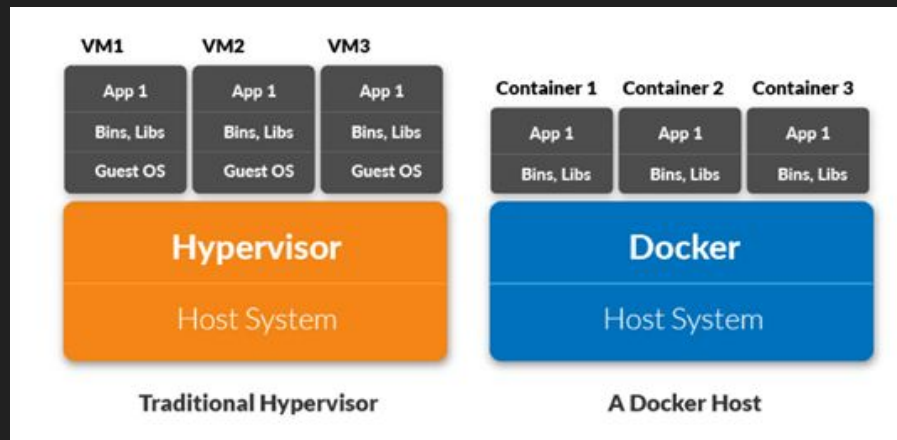 VM1 VM2 VM3
App 1 App 1 App 1
Bins, Libs Bins, Libs Bins, Libs
Guest OS Guest OS Guest OS
Hypervisor
Host System
Traditional Hypervisor
Container 1 Container 2 Container 3
App 1 App 1 App 1
Bins, Libs Bins, Libs Bins, Libs
Docker
Host System
A Docker Host